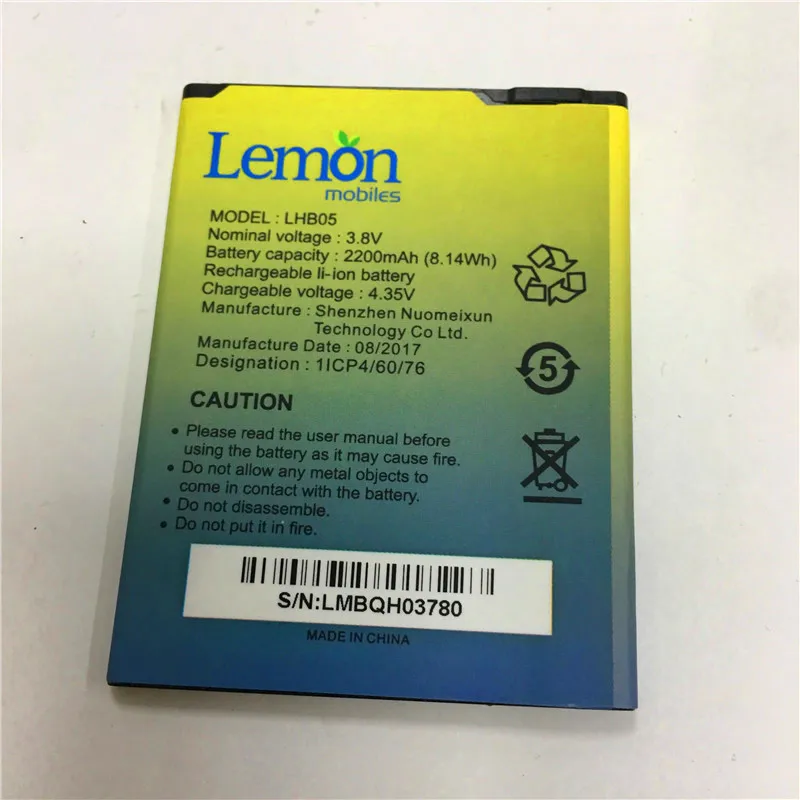 Lemon
mobiles
MODEL : LHB05
Nominal voltage : 3.8V
Battery capacity : 2200mAh (8.14Wh)
Rechargeable li-ion battery
Chargeable voltage : 4.35V
Manufacture : Shenzhen Nuomeixun
Technology Co Ltd.
Manufacture Date : 08/2017
Designation : 1ICP4/60/76
5
CAUTION
• Please read the user manual before
using the battery as it may cause fire.
• Do not allow any metal objects to
come in contact with the battery.
• Do not disassemble.
• Do not put it in fire.
S/N:LMBQH03780
MADE IN CHINA